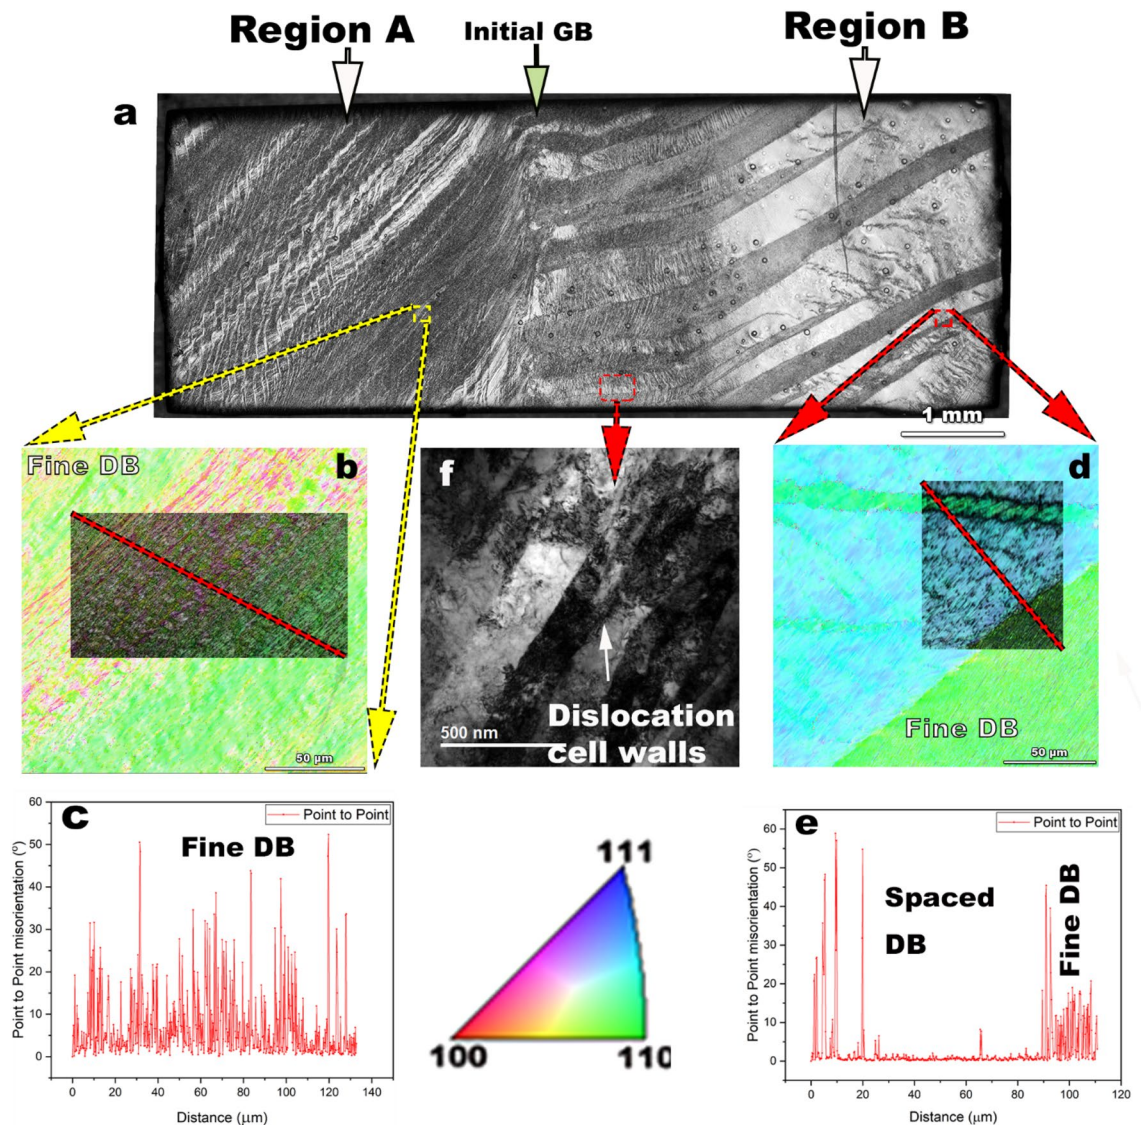 Region A
Initial GB
Region B
a
1 mm
Fine DB
b
50 µm
f
500 nm
Dislocation
cell walls
d
Fine DB
50 µm
c
Point to Point
Fine DB
Point to Point misorientation (°)
60
50
40
30
20
10
0
0 20 40 60 80 100 120 140
Distance (µm)
111
100
110
e
Point to Point
Spaced
DB
Fine DB
Point to Point misorientation (°)
60
50
40
30
20
10
0
0 20 40 60 80 100 120
Distance (µm)